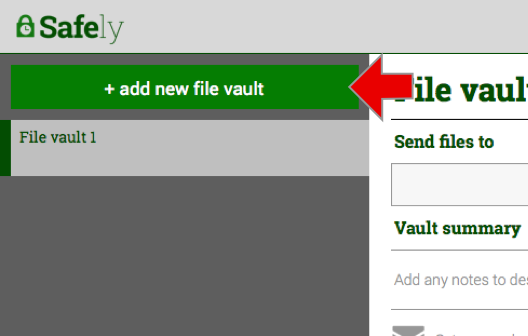 Safely
+ add new file vault
File vault 1
File vault
Send files to
Vault summary
Add any notes to des